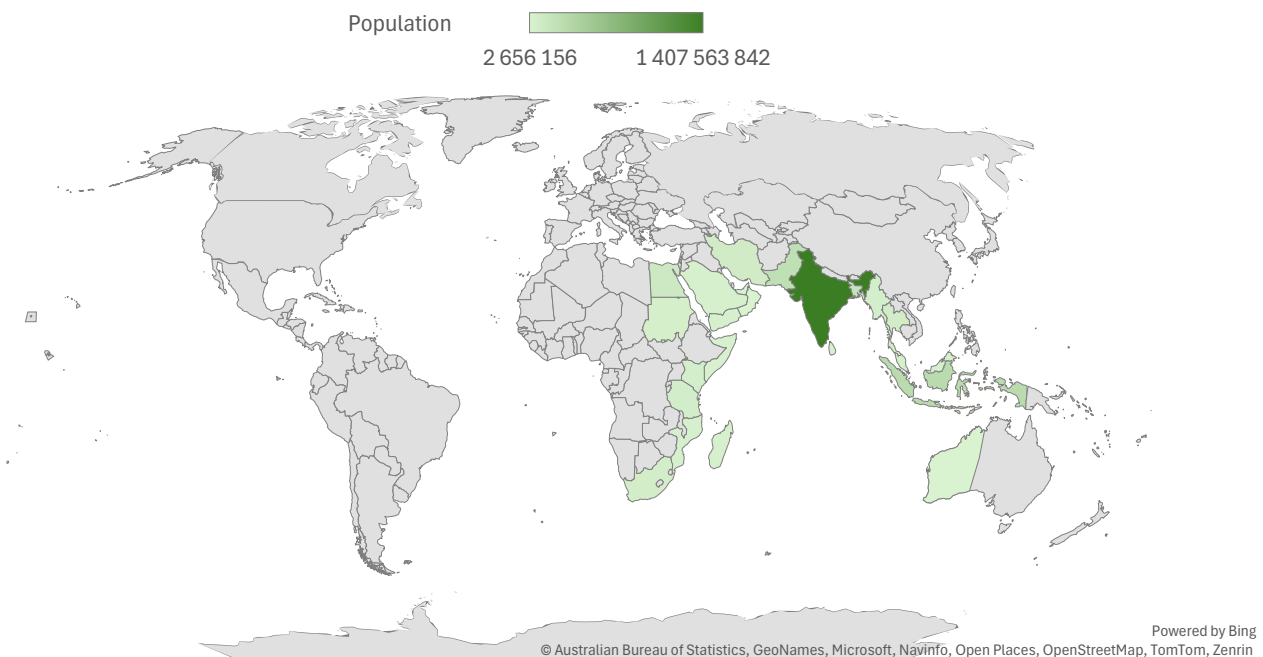 Population
2 656 156 1 407 563 842
Powered by Bing
© Australian Bureau of Statistics, GeoNames, Microsoft, Navinfo, Open Places, OpenStreetMap, TomTom, Zenrin